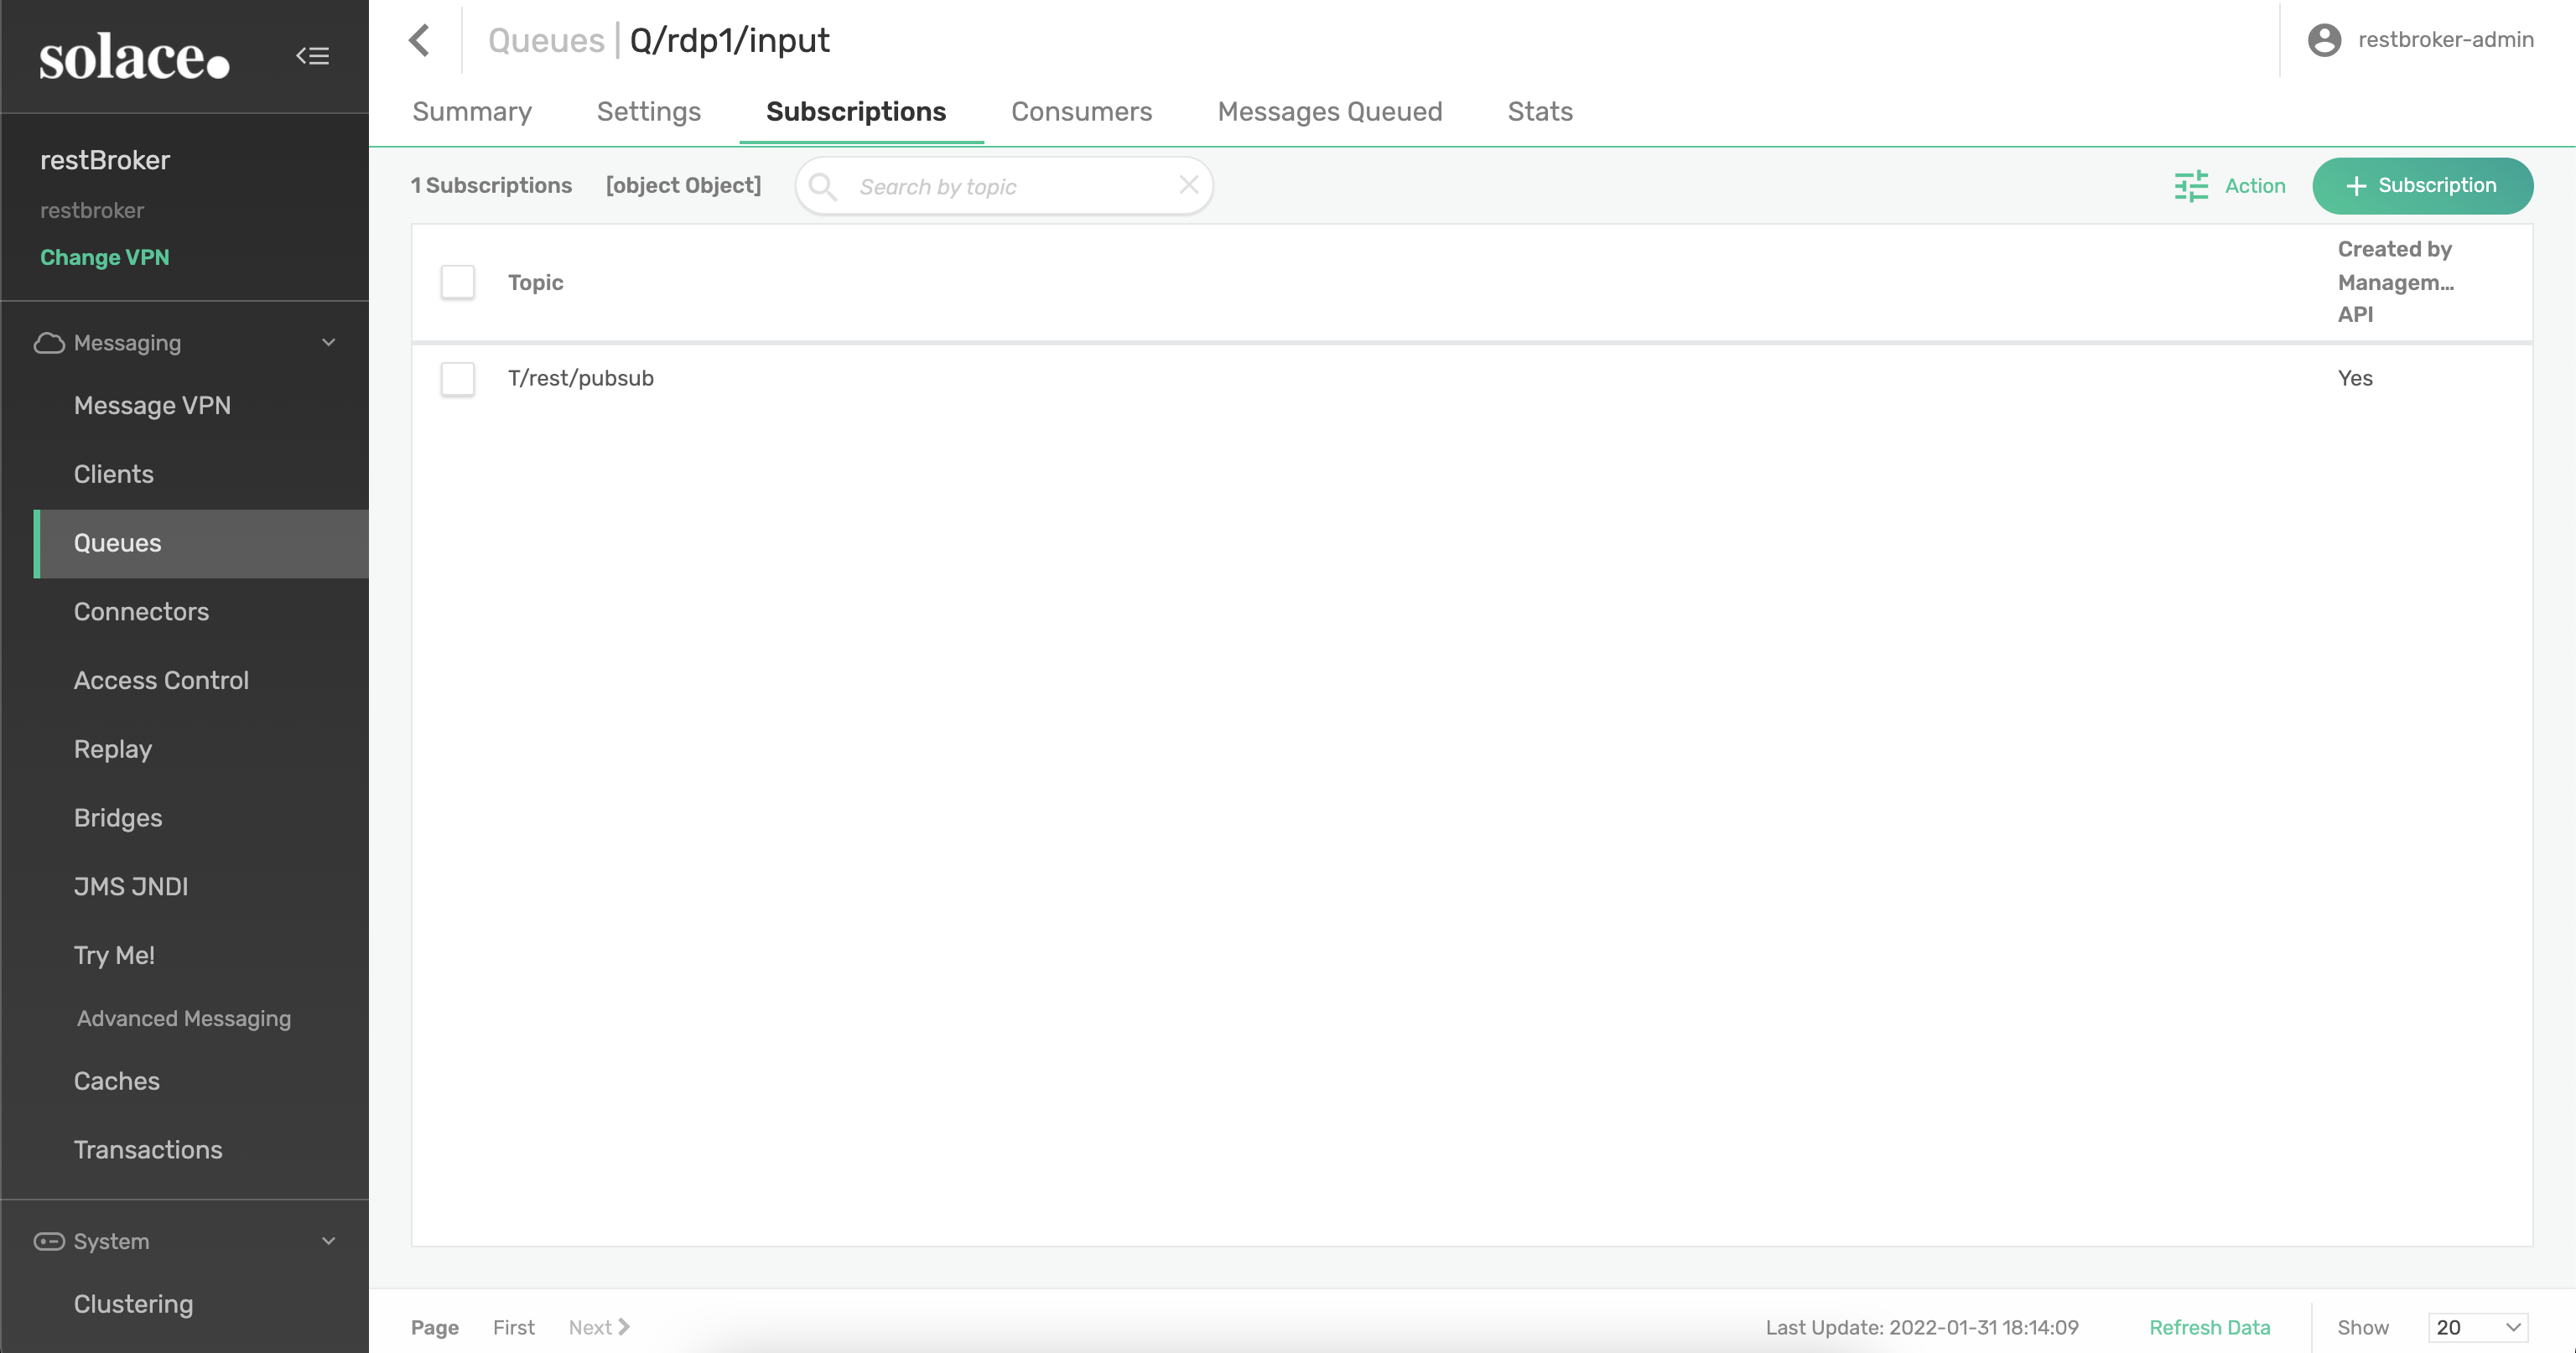 solace
restBroker
restbroker
Change VPN
Messaging
Message VPN
Clients
Queues
Connectors
Access Control
Replay
Bridges
JMS JNDI
Try Me!
Advanced Messaging
Caches
Transactions
System
Clustering
Queues | Q/rdp1/input
restbroker-admin
Summary Settings Subscriptions Consumers Messages Queued Stats
1 Subscriptions [object Object] Search by topic Action + Subscription
Topic
Created by
Managem...
API
T/rest/pubsub Yes
Page First Next Last Update: 2022-01-31 18:14:09 Refresh Data Show 20